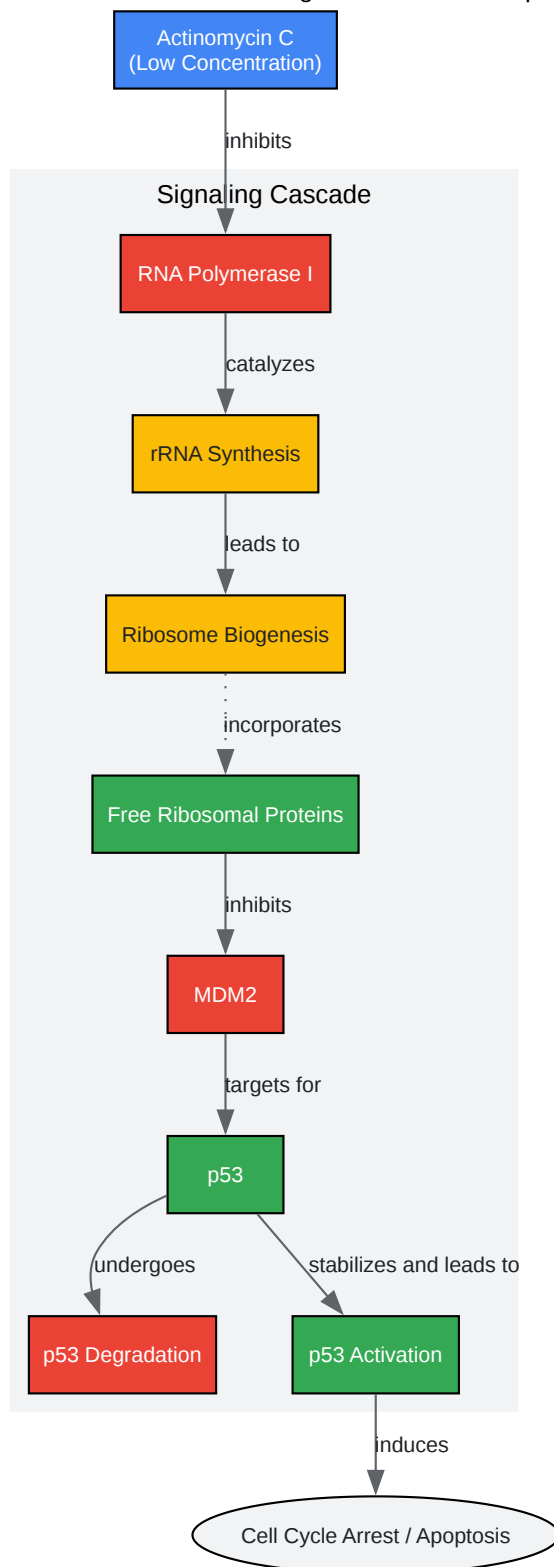 Actinomycin C
(Low Concentration)
inhibits
Signaling Cascade
RNA Polymerase I
catalyzes
rRNA Synthesis
leads to
Ribosome Biogenesis
incorporates
Free Ribosomal Proteins
inhibits
MDM2
targets for
p53
undergoes
stabilizes and leads to
p53 Degradation
p53 Activation
induces
Cell Cycle Arrest / Apoptosis